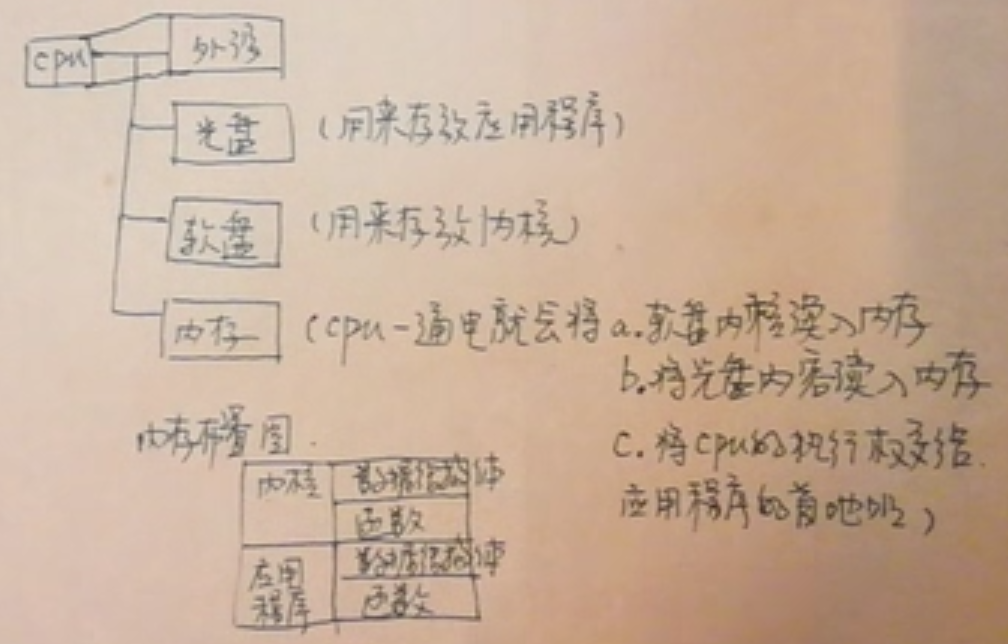 cpu
外设
光盘 (用来存放应用程序)
软盘 (用来存放内核)
内存 (cpu一通电就会将 a.软盘内核读入内存
b.将光盘内容读入内存
c.将cpu的执行权交给
应用程序的首地址)
内存布置图.
内核 数据结构体
函数
应用 数据结构体
程序 函数